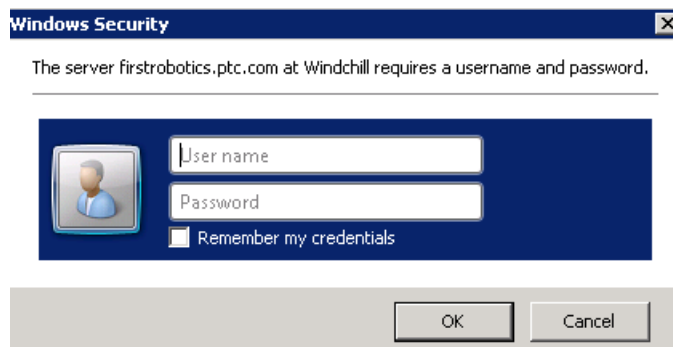 Windows Security
The server firstrobotics.ptc.com at Windchill requires a username and password.
User name
Password
Remember my credentials
OK Cancel